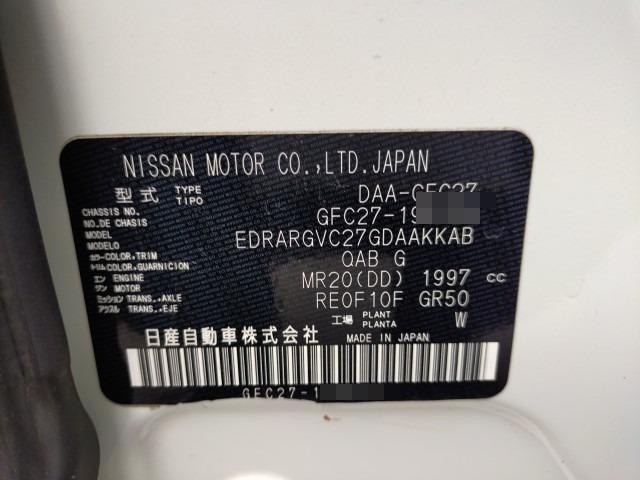 NISSAN MOTOR CO.,LTD.JAPAN
型式 TYPE TIPO DAA-GFC27
CHASSIS NO. NO.DE CHASSIS GFC27-19
MODEL MODELO EDRARGVC27GDAAKKAB
カラー COLOR,TRIM トリム COLOR,GUARNICION QAB G
エンジン ENGINE MOTOR MR20(DD) 1997 cc
ミッション TRANS.,AXLE アクスル TRANS.,EJE RE0F10F GR50
工場 PLANT PLANTA W
日産自動車株式会社 MADE IN JAPAN
GFC27-1